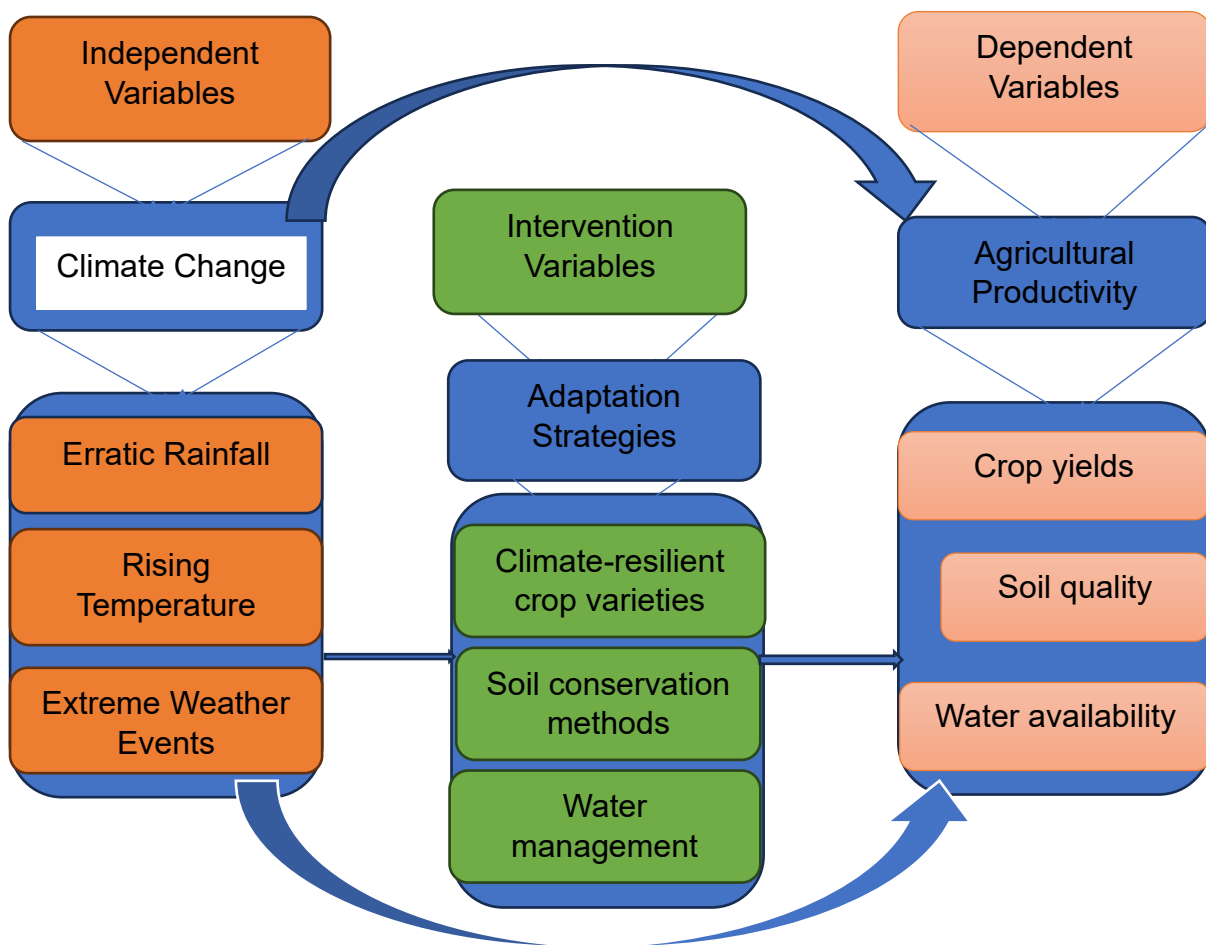 Independent
Variables
Climate Change
Erratic Rainfall
Rising
Temperature
Extreme Weather
Events
Intervention
Variables
Adaptation
Strategies
Climate-resilient
crop varieties
Soil conservation
methods
Water
management
Dependent
Variables
Agricultural
Productivity
Crop yields
Soil quality
Water availability